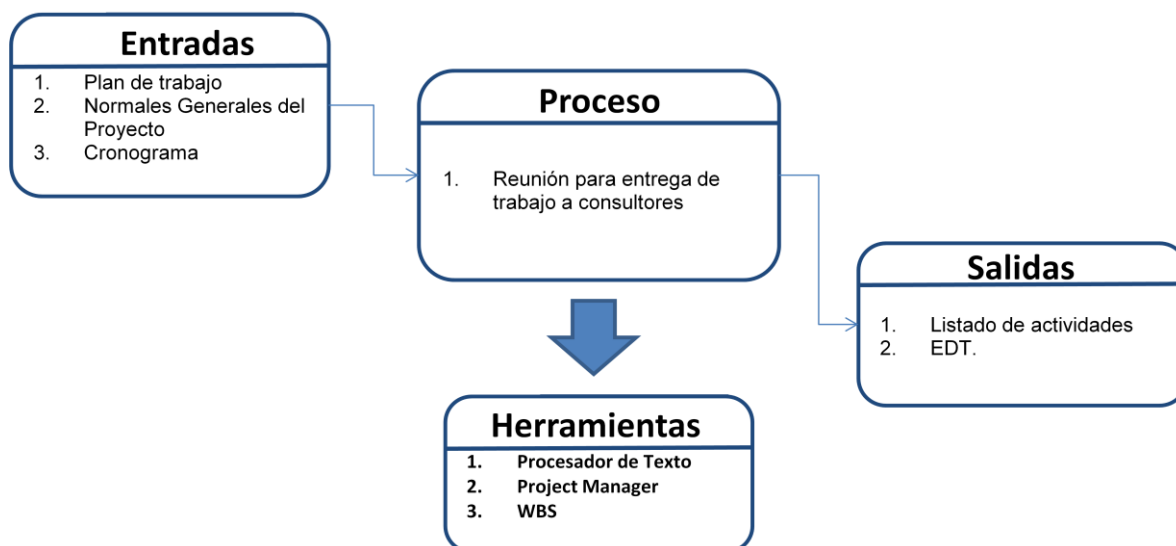 Entradas
1. Plan de trabajo
2. Normales Generales del
Proyecto
3. Cronograma
Proceso
1. Reunión para entrega de
trabajo a consultores
Salidas
1. Listado de actividades
2. EDT.
Herramientas
1. Procesador de Texto
2. Project Manager
3. WBS